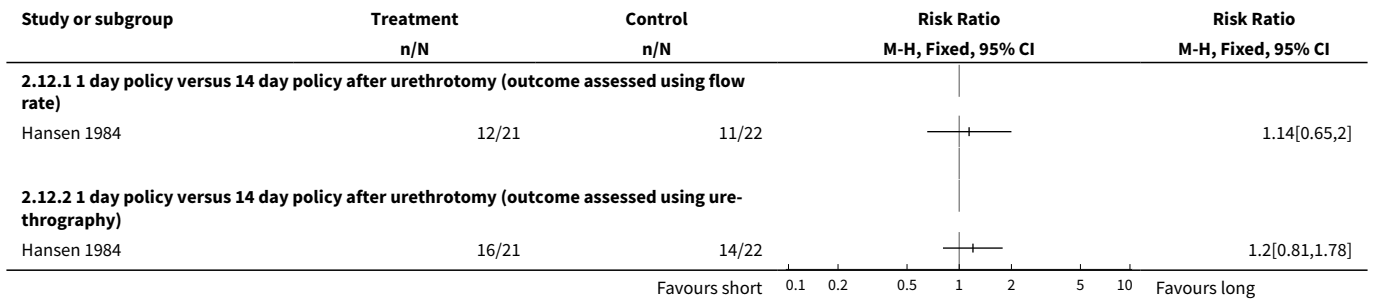 Study or subgroup Treatment Control Risk Ratio Risk Ratio
n/N n/N M-H, Fixed, 95% CI M-H, Fixed, 95% CI
2.12.1 1 day policy versus 14 day policy after urethrotomy (outcome assessed using flow
rate)
Hansen 1984 12/21 11/22 1.14[0.65,2]
2.12.2 1 day policy versus 14 day policy after urethrotomy (outcome assessed using ure-
thrography)
Hansen 1984 16/21 14/22 1.2[0.81,1.78]
Favours short 0.1 0.2 0.5 1 2 5 10 Favours long